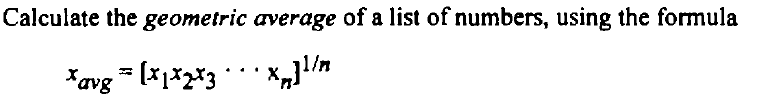 Calculate the geometric average of a list of numbers, using the formula
x_avg = [x_1x_2x_3 · · · x_n]^1/n